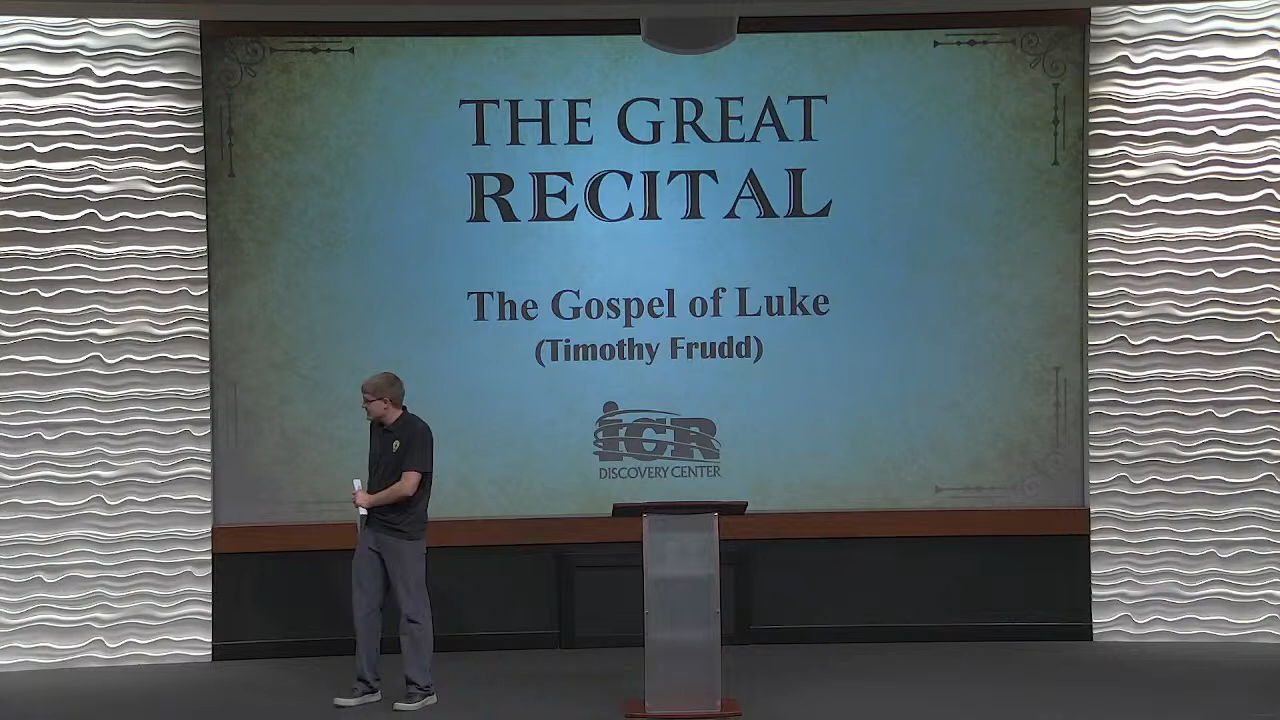 THE GREAT
RECITAL
The Gospel of Luke
(Timothy Frudd)
ICR
DISCOVERY CENTER